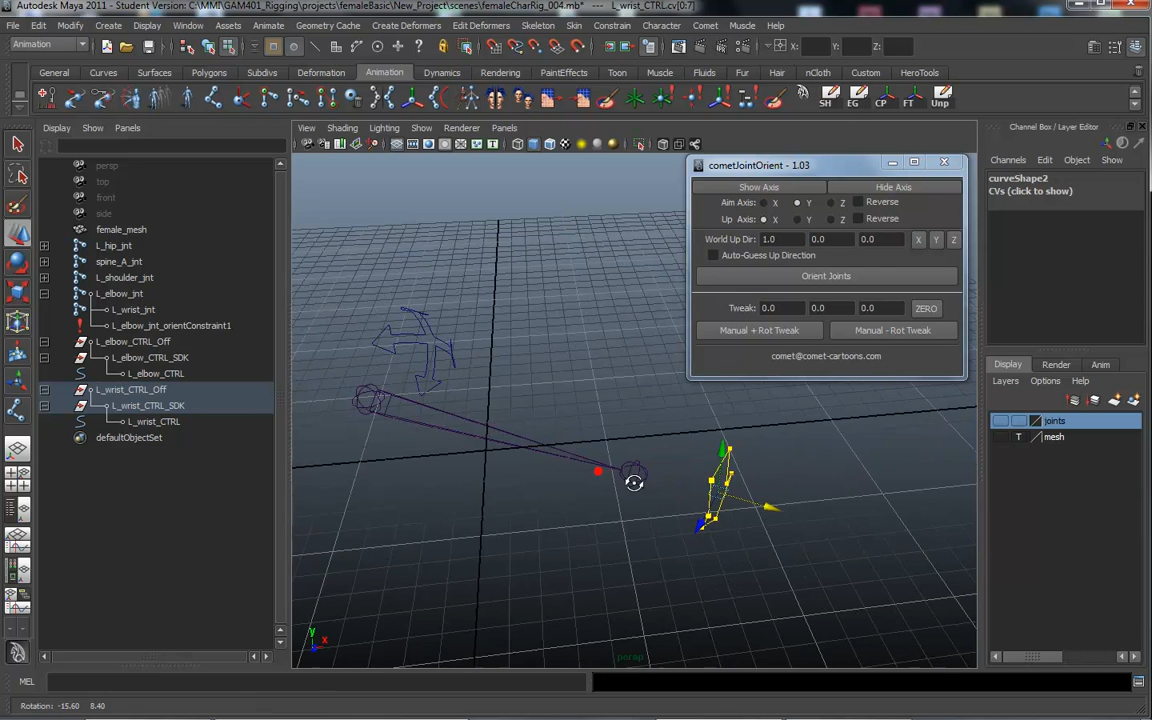 Autodesk Maya 2011 - Student Version: C:\MMI\GAM401_Rigging\projects\femaleBasic\New_Project\scenes\femaleCharRig_004.mb* --- L_wrist_CTRL.cv[0:7]
File Edit Modify Create Display Window Assets Animate Geometry Cache Create Deformers Edit Deformers Skeleton Skin Constrain Character Comet Muscle Help
Animation X: Y: Z:
General Curves Surfaces Polygons Subdivs Deformation Animation Dynamics Rendering PaintEffects Toon Muscle Fluids Fur Hair nCloth Custom HeroTools
SH EG CP FT Unp
Display Show Panels
View Shading Lighting Show Renderer Panels
Channel Box / Layer Editor
Channels Edit Object Show
curveShape2
CVs (click to show)
persp
top
front
side
female_mesh
L_hip_jnt
spine_A_jnt
L_shoulder_jnt
L_elbow_jnt
L_wrist_jnt
L_elbow_jnt_orientConstraint1
L_elbow_CTRL_Off
L_elbow_CTRL_SDK
L_elbow_CTRL
L_wrist_CTRL_Off
L_wrist_CTRL_SDK
L_wrist_CTRL
defaultObjectSet
cometJointOrient - 1.03
Show Axis Hide Axis
Aim Axis: X Y Z Reverse
Up Axis: X Y Z Reverse
World Up Dir: 1.0 0.0 0.0 X Y Z
Auto-Guess Up Direction
Orient Joints
Tweak: 0.0 0.0 0.0 ZERO
Manual + Rot Tweak Manual - Rot Tweak
comet@comet-cartoons.com
Display Render Anim
Layers Options Help
joints
T mesh
y
x
persp
MEL
Rotation: -15.60 8.40